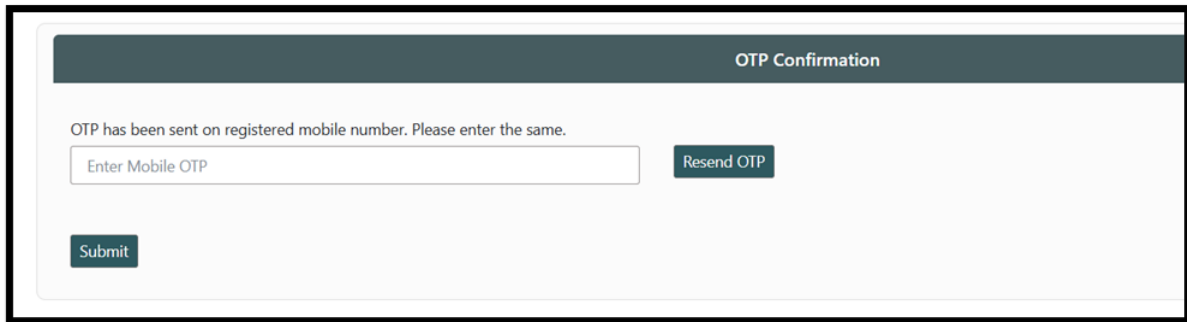 OTP Confirmation
OTP has been sent on registered mobile number. Please enter the same.
Enter Mobile OTP
Resend OTP
Submit